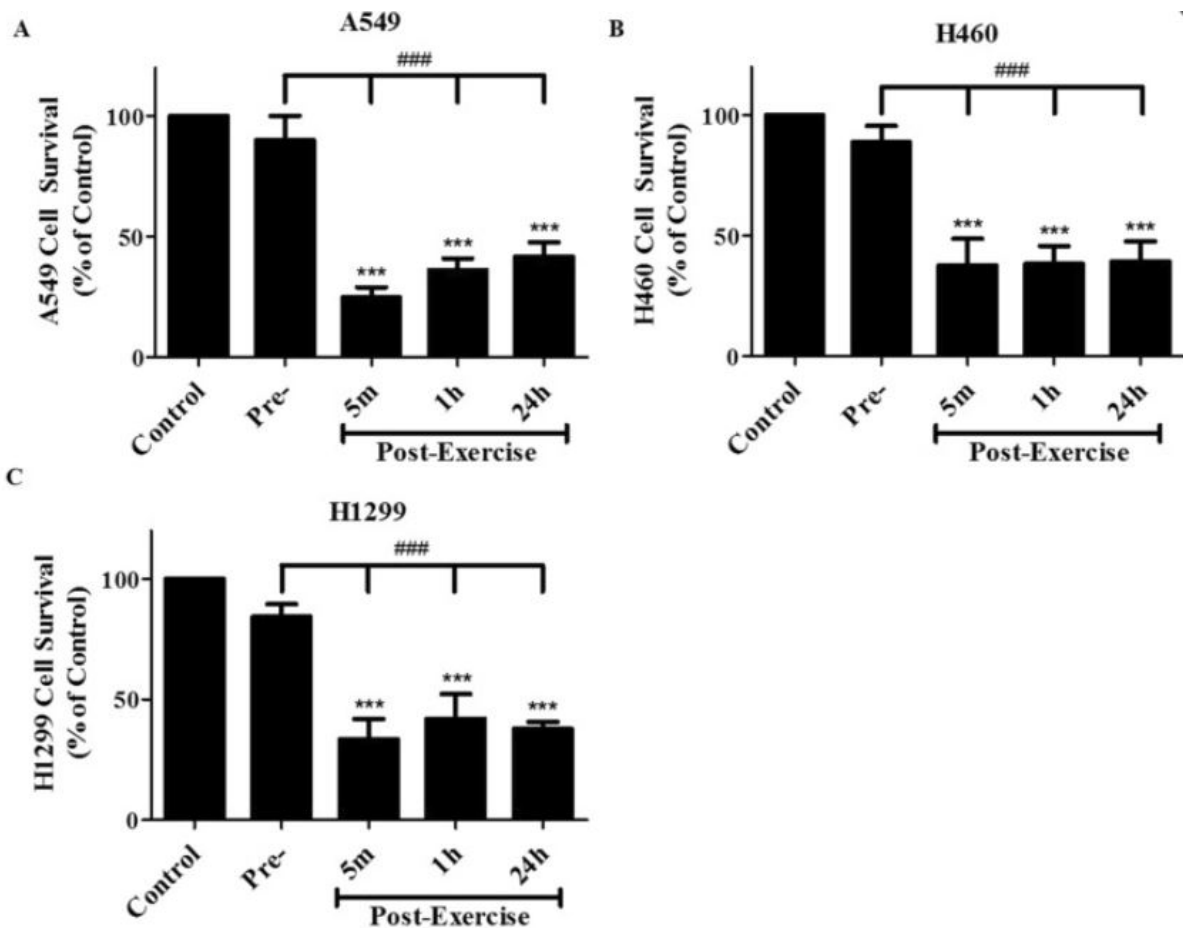 A
A549
###
A549 Cell Survival
(% of Control)
100
50
0
***
***
***
Control
Pre-
5m
1h
24h
Post-Exercise
B
H460
###
H460 Cell Survival
(% of Control)
100
50
0
***
***
***
Control
Pre-
5m
1h
24h
Post-Exercise
C
H1299
###
H1299 Cell Survival
(% of Control)
100
50
0
***
***
***
Control
Pre-
5m
1h
24h
Post-Exercise